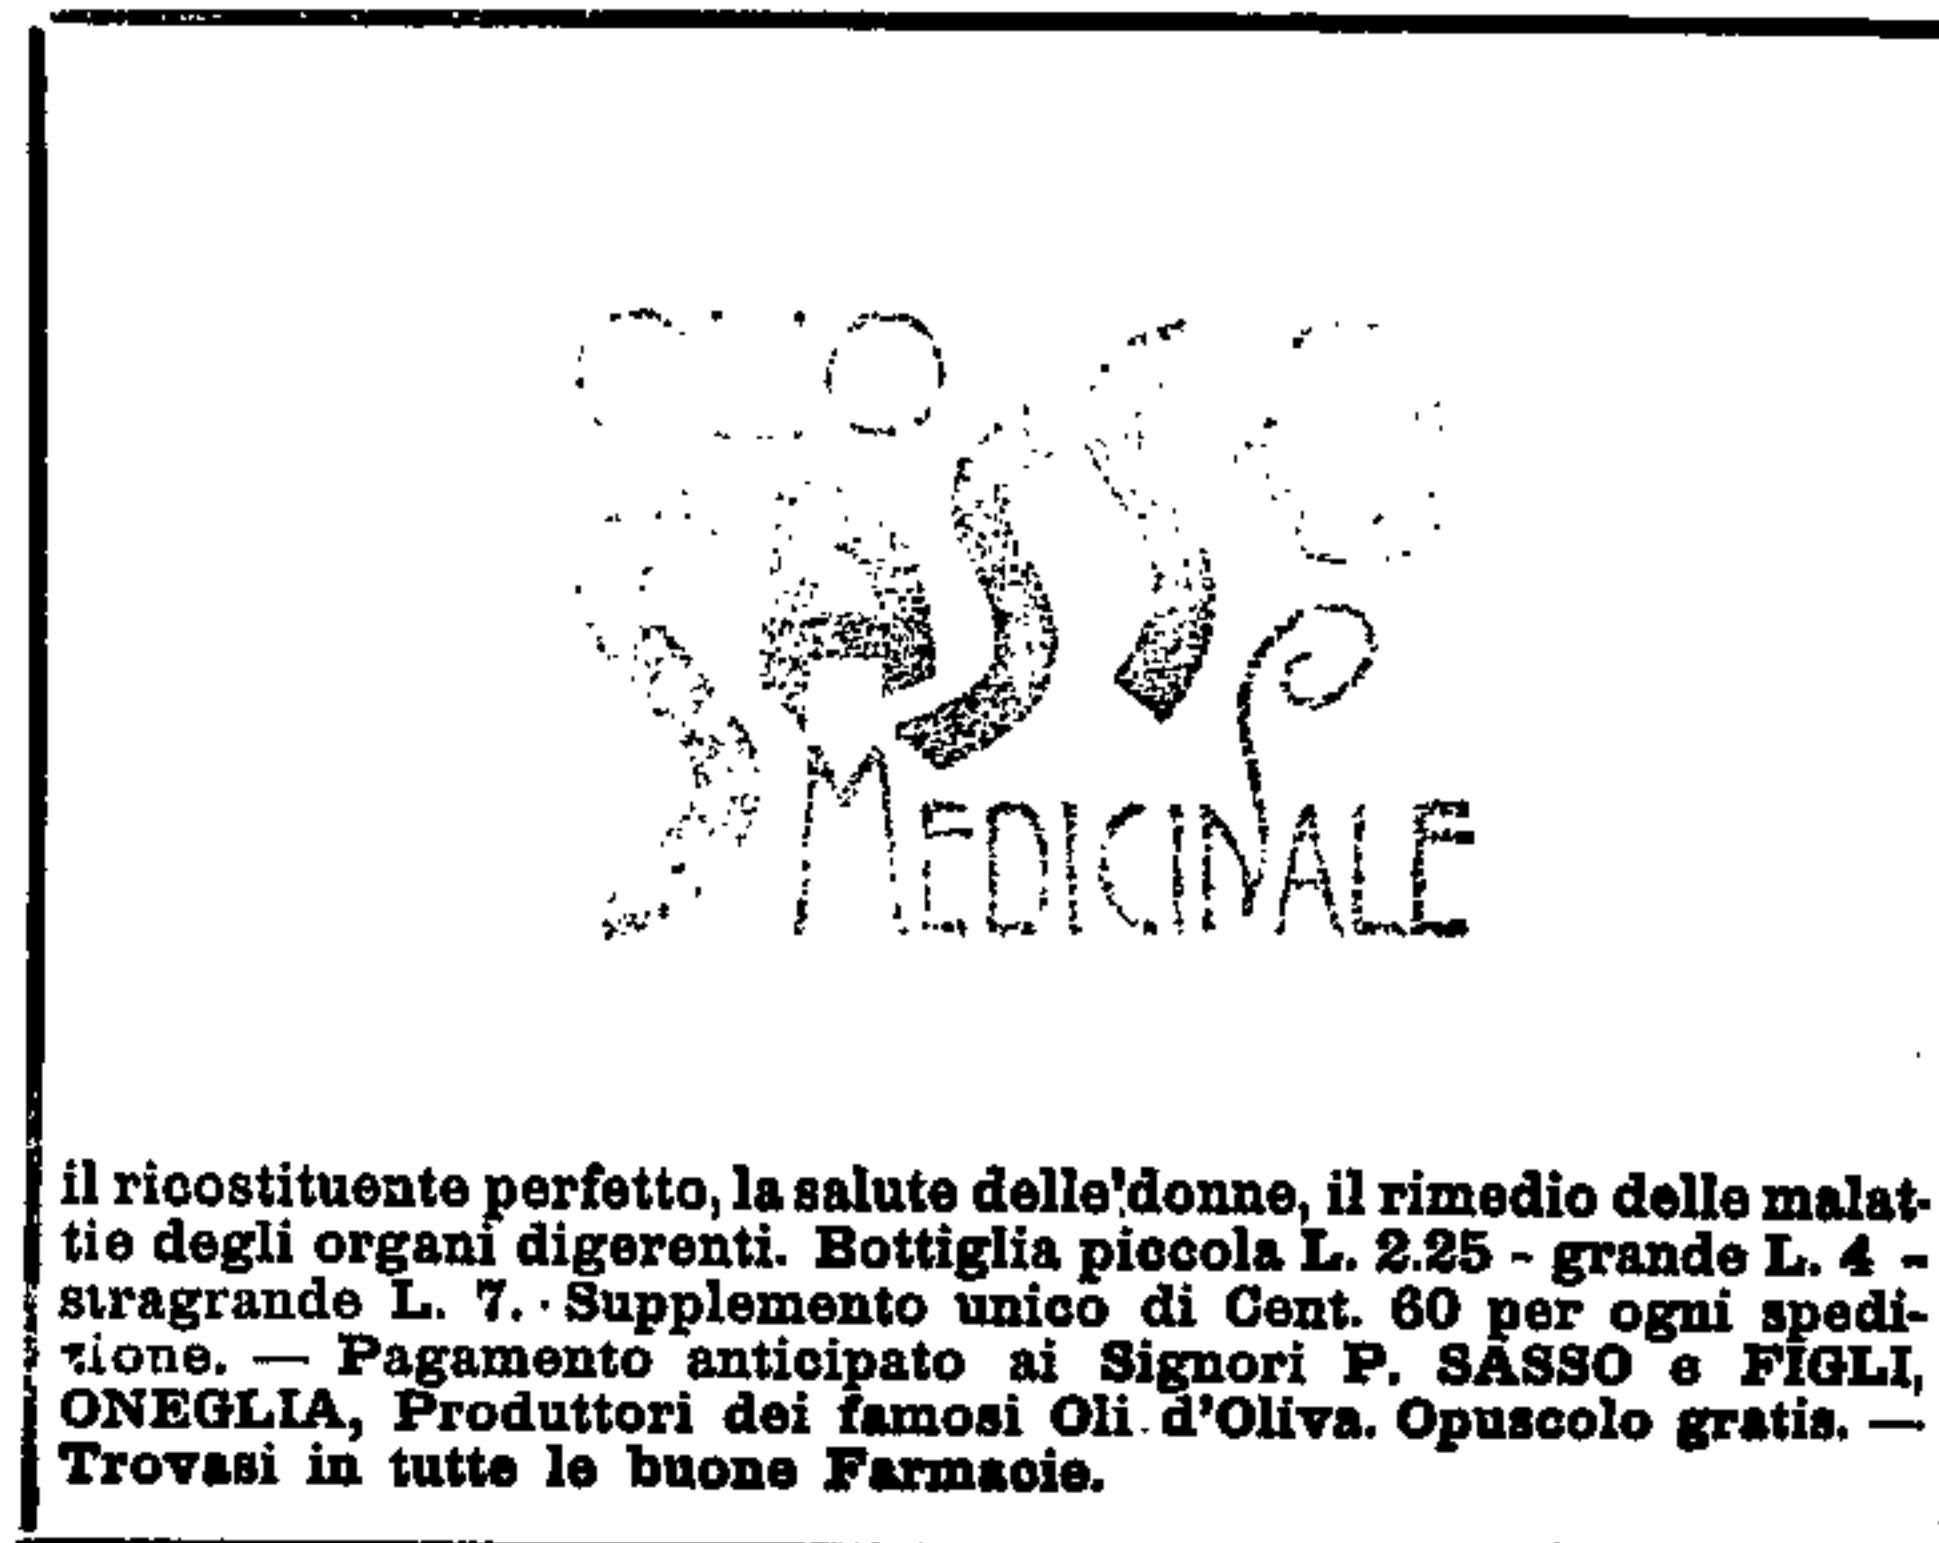 OLIO
SASSO
MEDICINALE
il ricostituente perfetto, la salute delle donne, il rimedio delle malat-
tie degli organi digerenti. Bottiglia piccola L. 2.25 - grande L. 4 -
stragrande L. 7. - Supplemento unico di Cent. 60 per ogni spedi-
zione. — Pagamento anticipato ai Signori P. SASSO e FIGLI,
ONEGLIA, Produttori dei famosi Oli d'Oliva. Opuscolo gratis. —
Trovasi in tutte le buone Farmacie.